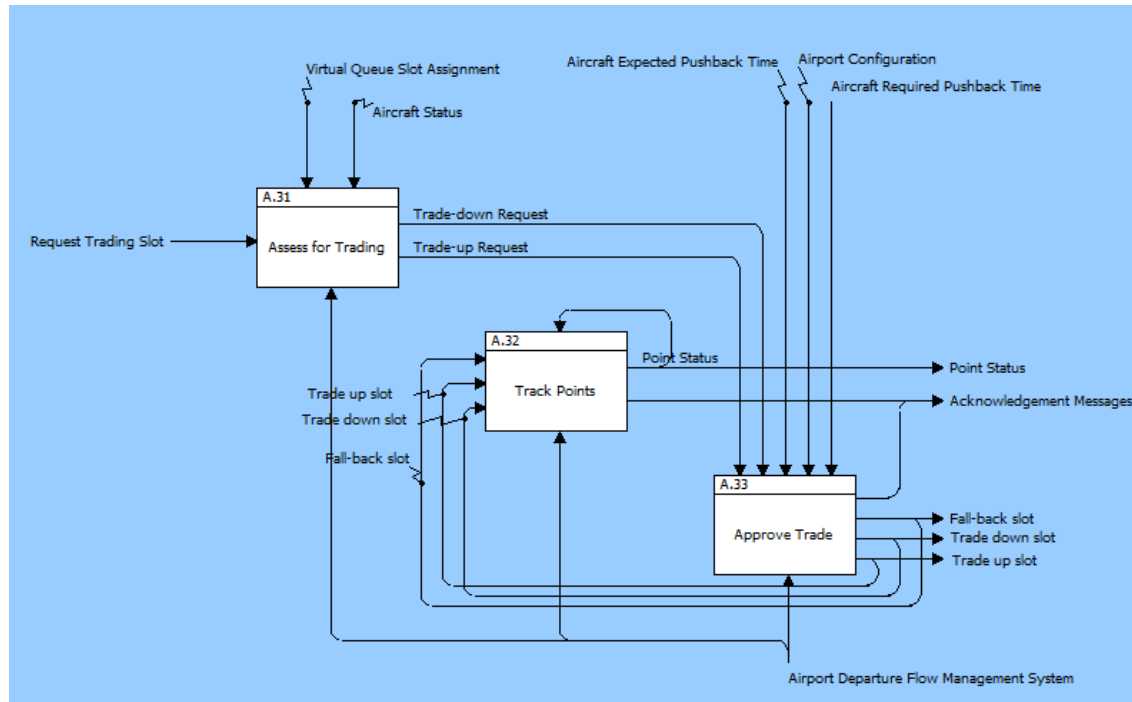 Aircraft Expected Pushback Time
Airport Configuration
Virtual Queue Slot Assignment
Aircraft Required Pushback Time
Aircraft Status
A.31
Trade-down Request
Request Trading Slot
Assess for Trading
Trade-up Request
A.32
Point Status
Point Status
Track Points
Trade up slot
Acknowledgement Messages
Trade down slot
Fall-back slot
A.33
Fall-back slot
Approve Trade
Trade down slot
Trade up slot
Airport Departure Flow Management System